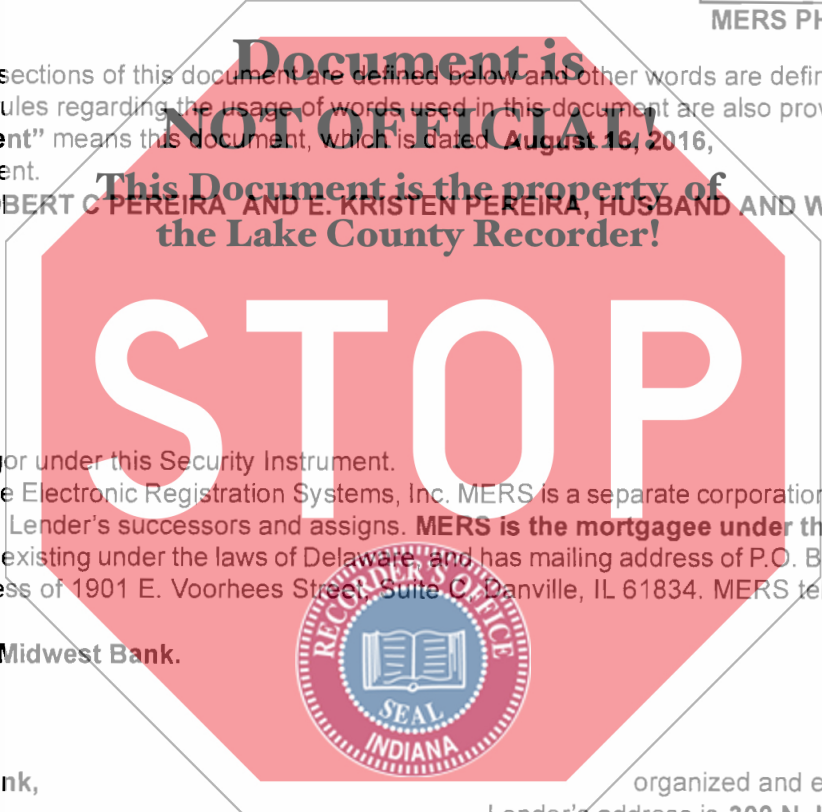 MERS PH
Document is
sections of this document are defined below and other words are defin
NOT OFFICIAL!
ules regarding the usage of words used in this document are also prov
ent" means this document, which is dated August 16, 2016,
ent.
This Document is the property of
BERT C PEREIRA AND E. KRISTEN PEREIRA, HUSBAND AND W
the Lake County Recorder!
STOP
or under this Security Instrument.
e Electronic Registration Systems, Inc. MERS is a separate corporation
Lender's successors and assigns. MERS is the mortgagee under th
existing under the laws of Delaware, and has mailing address of P.O. B
ess of 1901 E. Voorhees Street, Suite C, Danville, IL 61834. MERS te
RECORDER'S OFFICE
Midwest Bank.
SEAL
INDIANA
nk,
organized and e
Lender's address is 300 N.